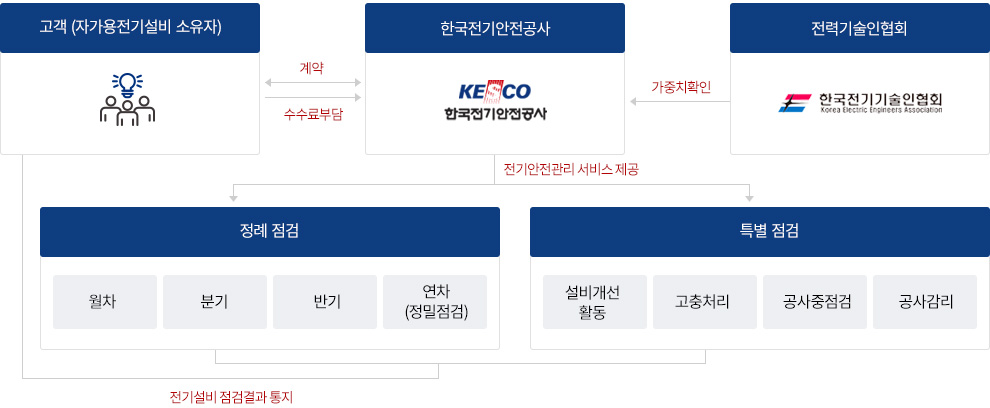 고객 (자가용전기설비 소유자)
한국전기안전공사
전력기술인협회
계약
수수료부담
KESCO
한국전기안전공사
가중치확인
한국전기기술인협회
Korea Electric Engineers Association
전기안전관리 서비스 제공
정례 점검
특별 점검
월차
분기
반기
연차
(정밀점검)
설비개선
활동
고충처리
공사중점검
공사감리
전기설비 점검결과 통지